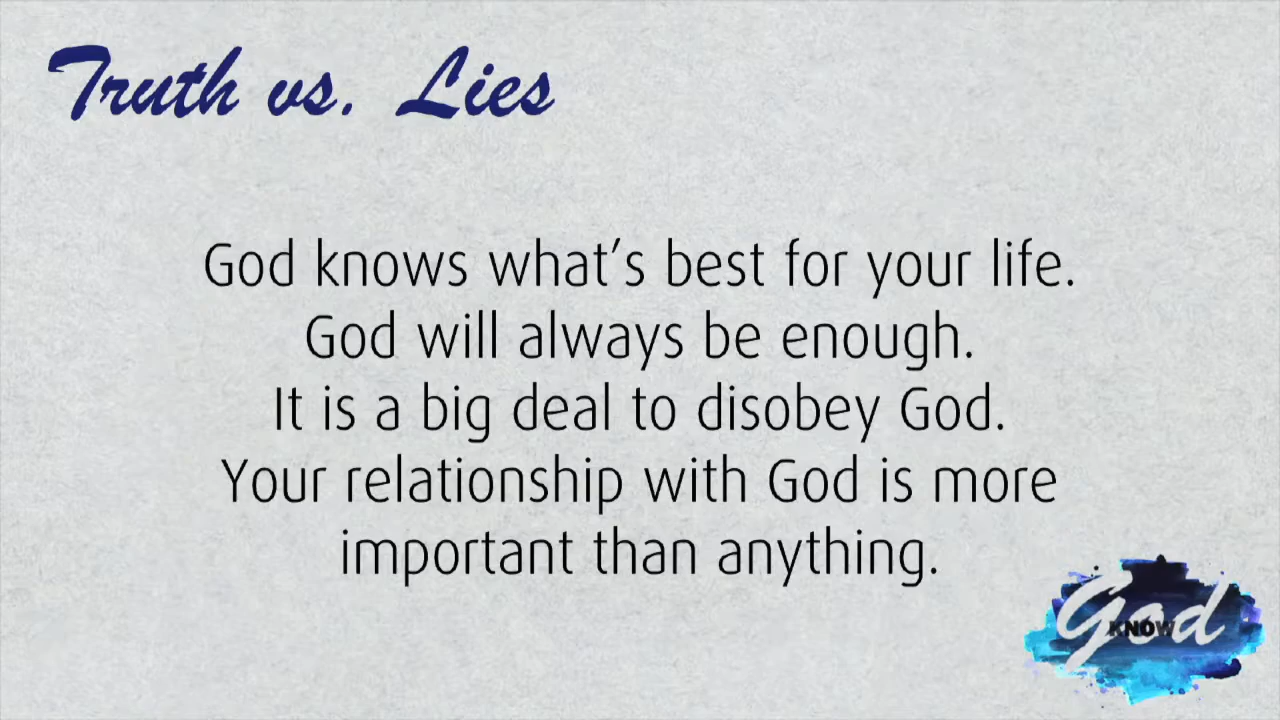 Truth vs. Lies
God knows what's best for your life.
God will always be enough.
It is a big deal to disobey God.
Your relationship with God is more
important than anything.
God
KNOW